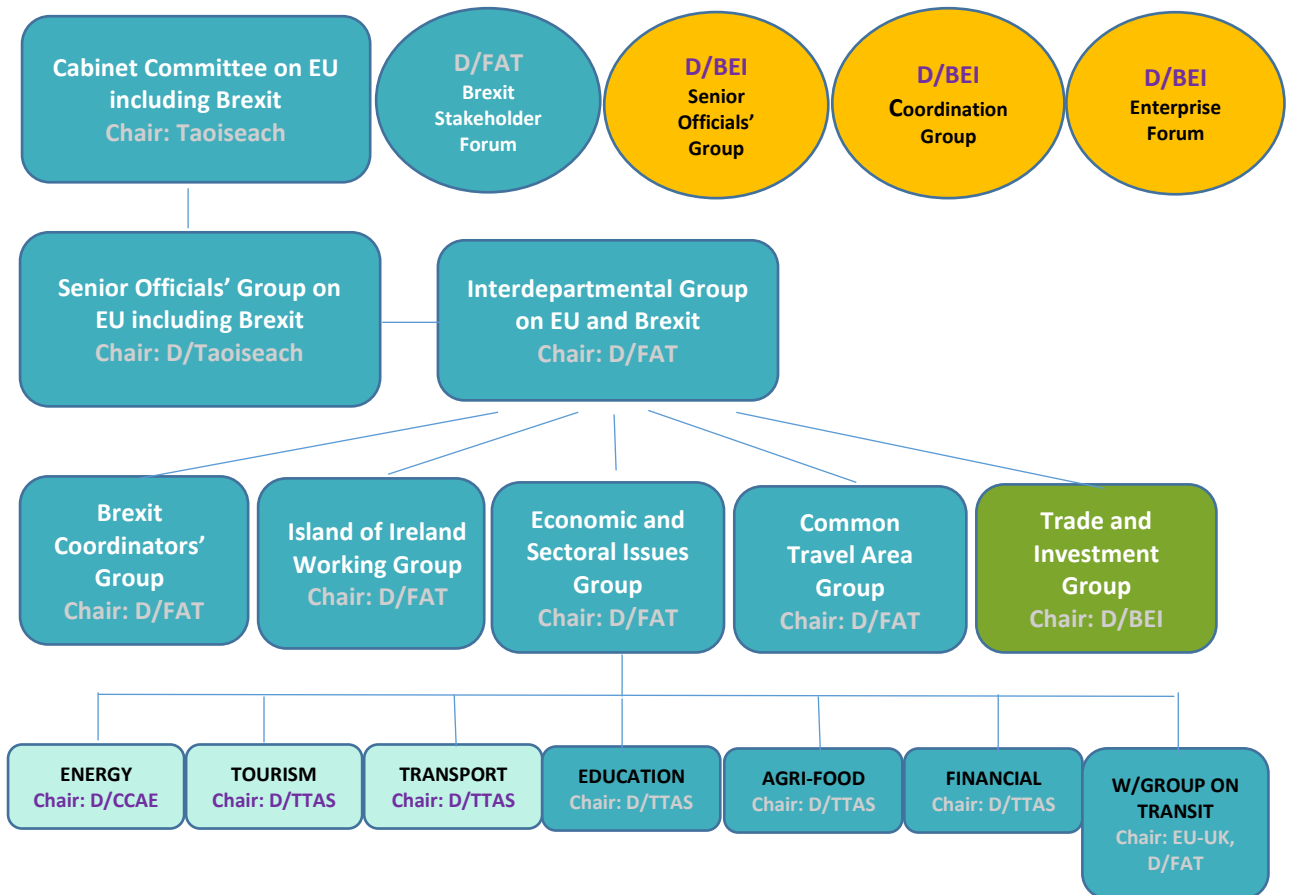 Cabinet Committee on EU
including Brexit
Chair: Taoiseach
D/FAT
Brexit
Stakeholder
Forum
D/BEI
Senior
Officials’
Group
D/BEI
Coordination
Group
D/BEI
Enterprise
Forum
Senior Officials’ Group on
EU including Brexit
Chair: D/Taoiseach
Interdepartmental Group
on EU and Brexit
Chair: D/FAT
Brexit
Coordinators’
Group
Chair: D/FAT
Island of Ireland
Working Group
Chair: D/FAT
Economic and
Sectoral Issues
Group
Chair: D/FAT
Common
Travel Area
Group
Chair: D/FAT
Trade and
Investment
Group
Chair: D/BEI
ENERGY
Chair: D/CCAE
TOURISM
Chair: D/TTAS
TRANSPORT
Chair: D/TTAS
EDUCATION
Chair: D/TTAS
AGRI-FOOD
Chair: D/TTAS
FINANCIAL
Chair: D/TTAS
W/GROUP ON
TRANSIT
Chair: EU-UK,
D/FAT